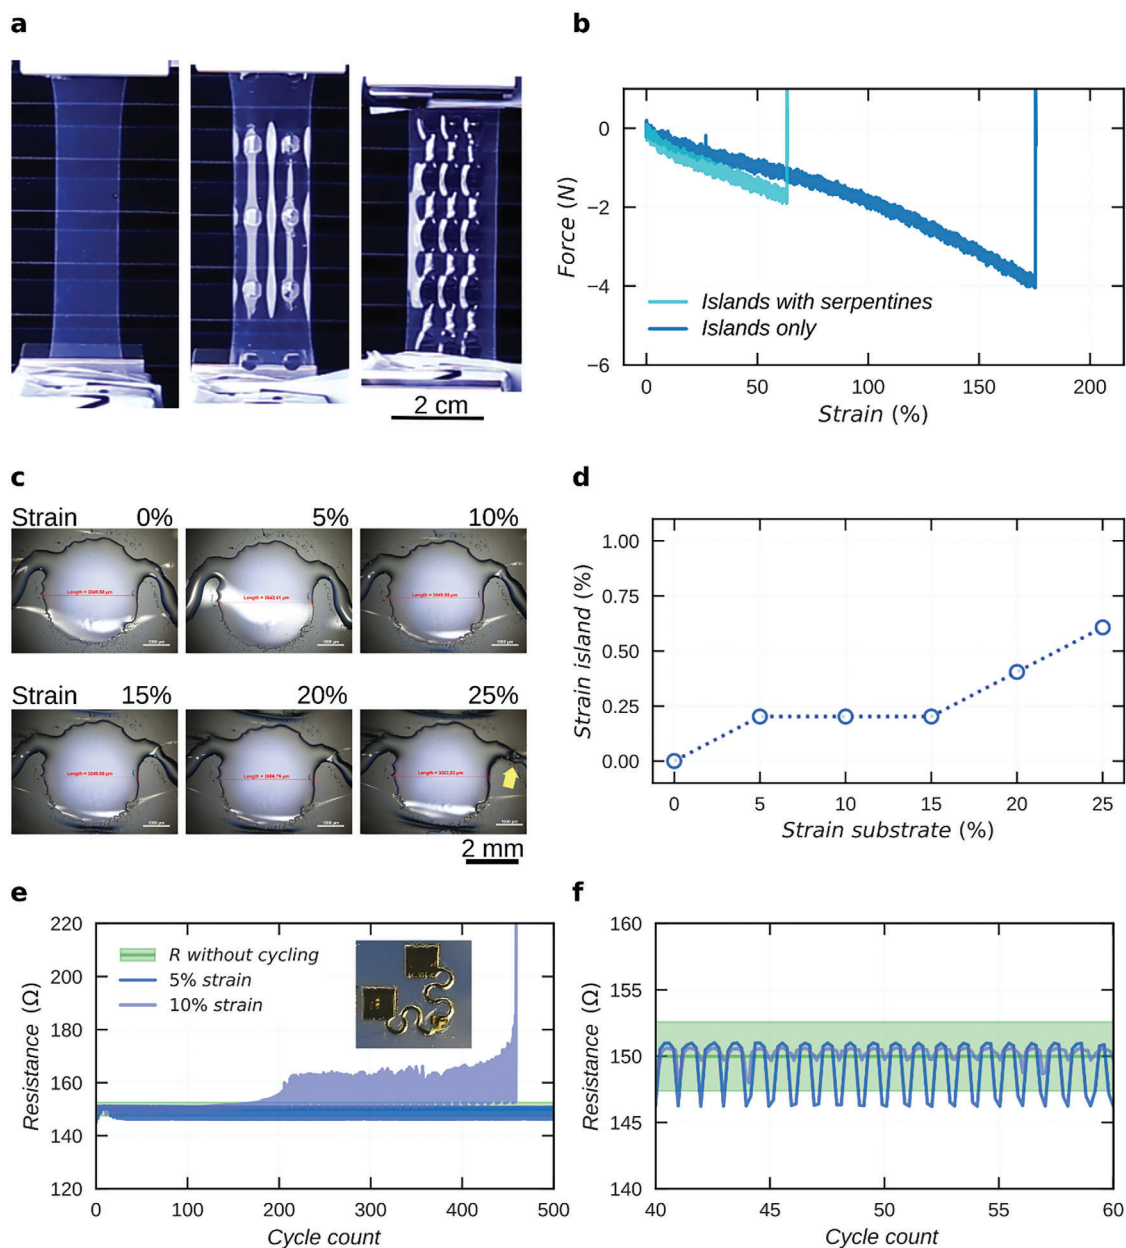 a
2 cm
b
0
−2
−4
−6
Force (N)
Islands with serpentines
Islands only
0
50
100
150
200
Strain (%)
c
Strain 0% 5% 10%
Strain 15% 20% 25%
2 mm
d
1.00
0.75
0.50
0.25
0.00
Strain island (%)
0
5
10
15
20
25
Strain substrate (%)
e
220
200
180
160
140
120
Resistance (Ω)
R without cycling
5% strain
10% strain
0
100
200
300
400
500
Cycle count
f
160
155
150
145
140
Resistance (Ω)
40
45
50
55
60
Cycle count